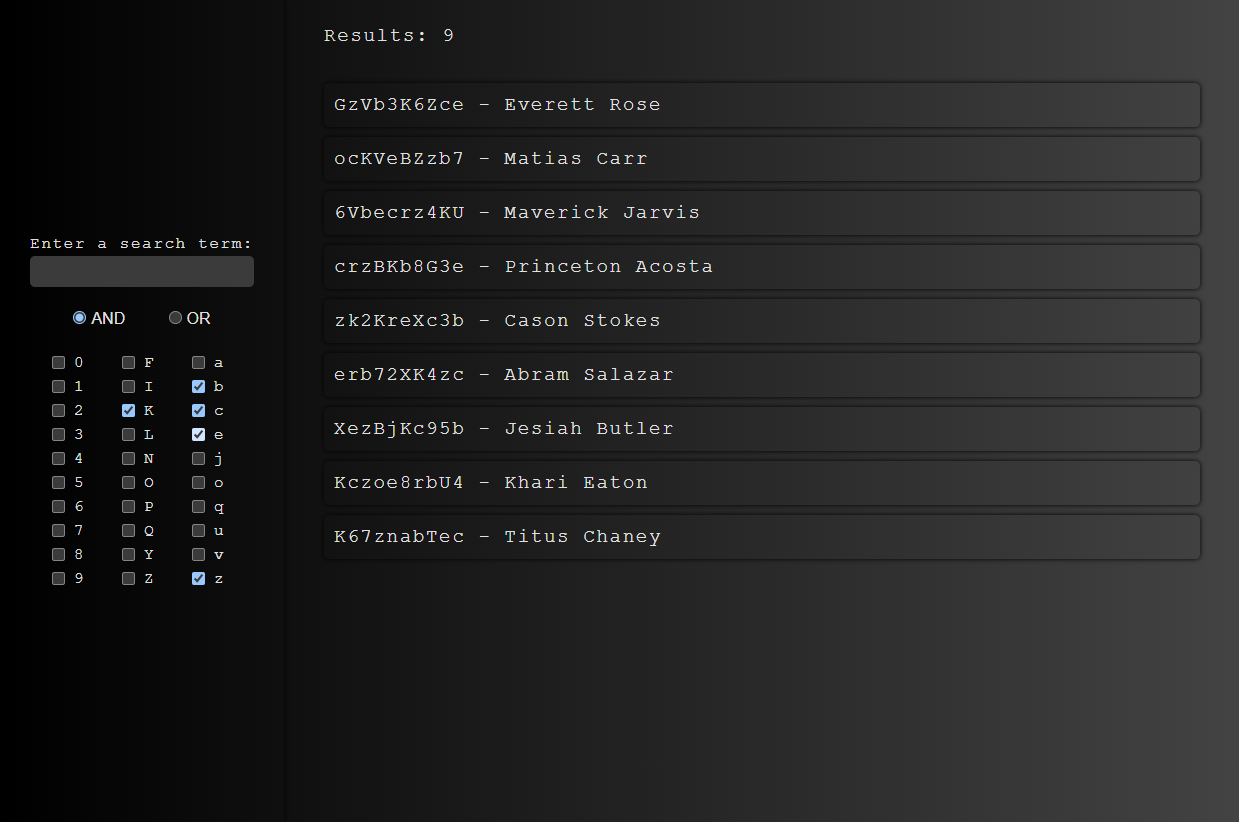 Results: 9
GzVb3K6Zce - Everett Rose
ocKVeBZzb7 - Matias Carr
6Vbecrz4KU - Maverick Jarvis
crzBKb8G3e - Princeton Acosta
zk2KreXc3b - Cason Stokes
erb72XK4zc - Abram Salazar
XezBjKc95b - Jesiah Butler
Kczoe8rbU4 - Khari Eaton
K67znabTec - Titus Chaney
Enter a search term:
AND OR
0 F a
1 I b
2 K c
3 L e
4 N j
5 O o
6 P q
7 Q u
8 Y v
9 Z z